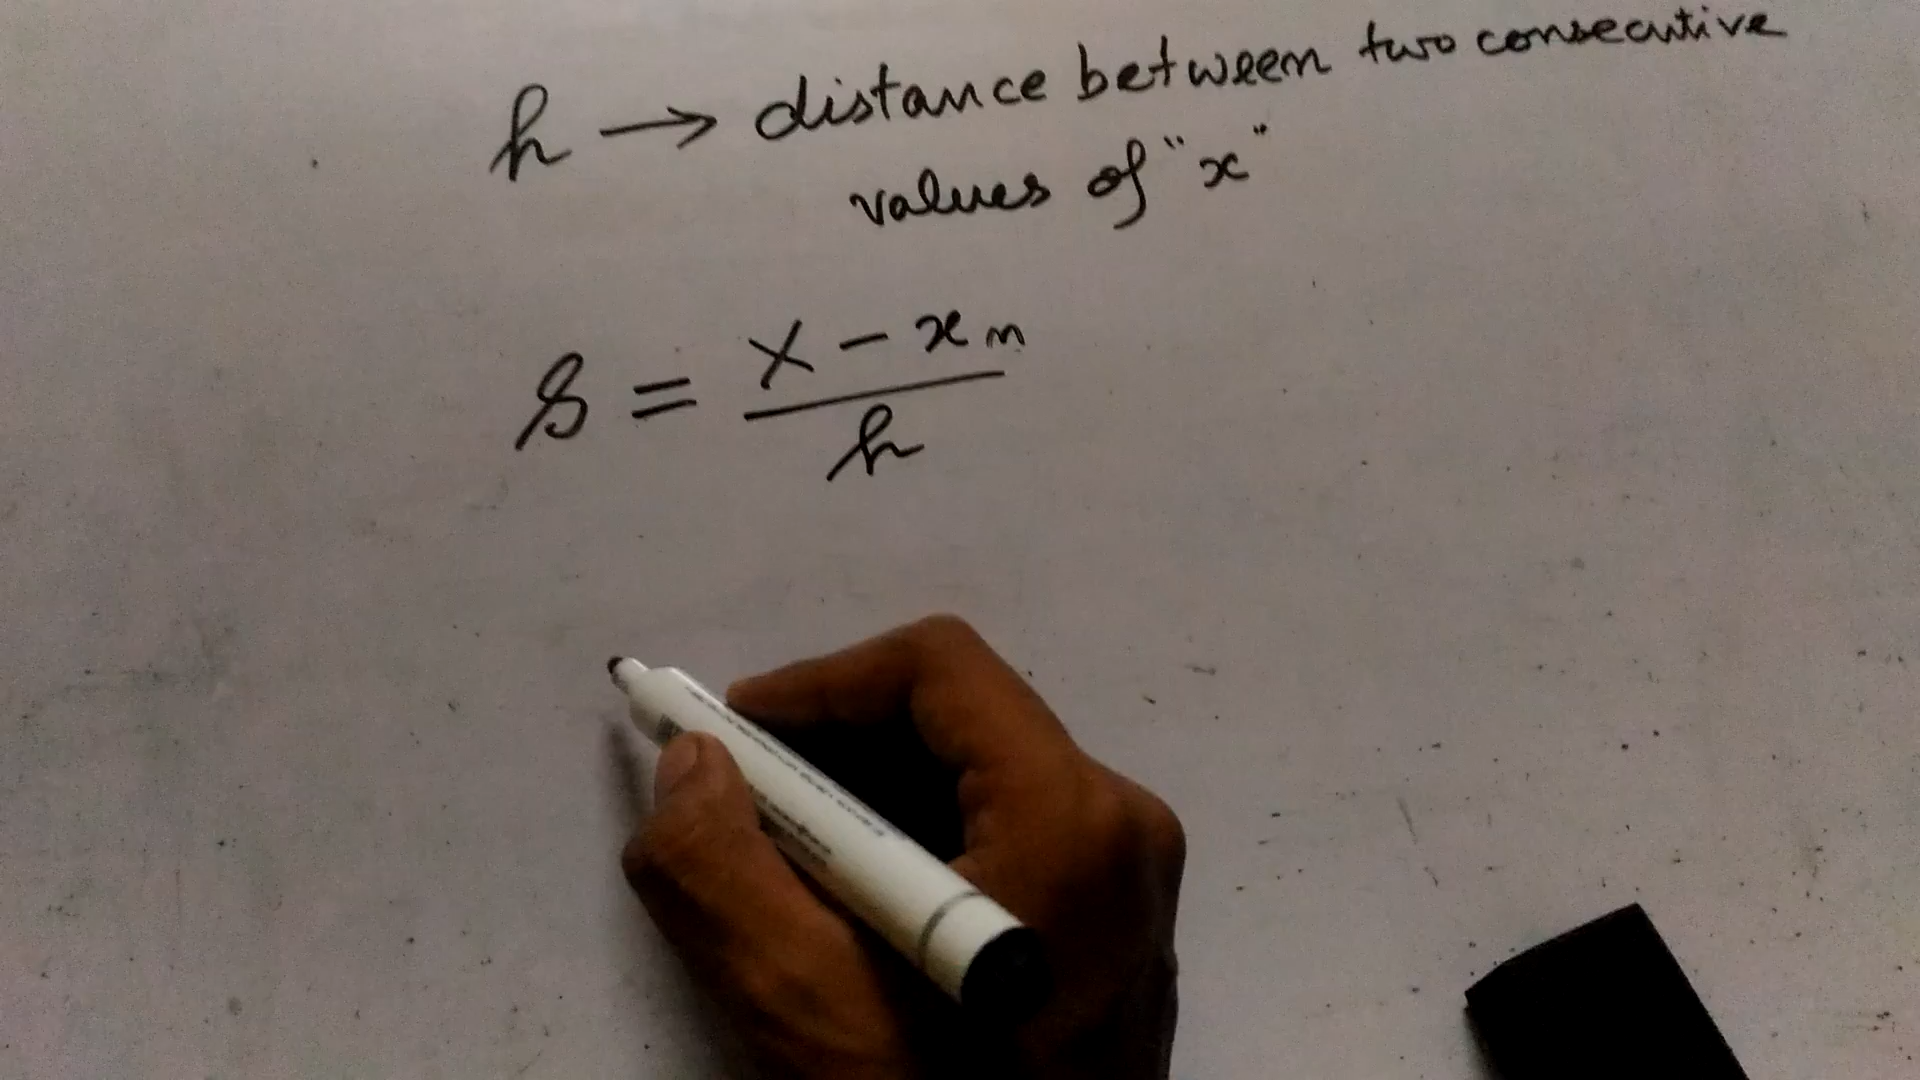 h → distance between two consecutive
values of "x"
s = (x - xn) / h